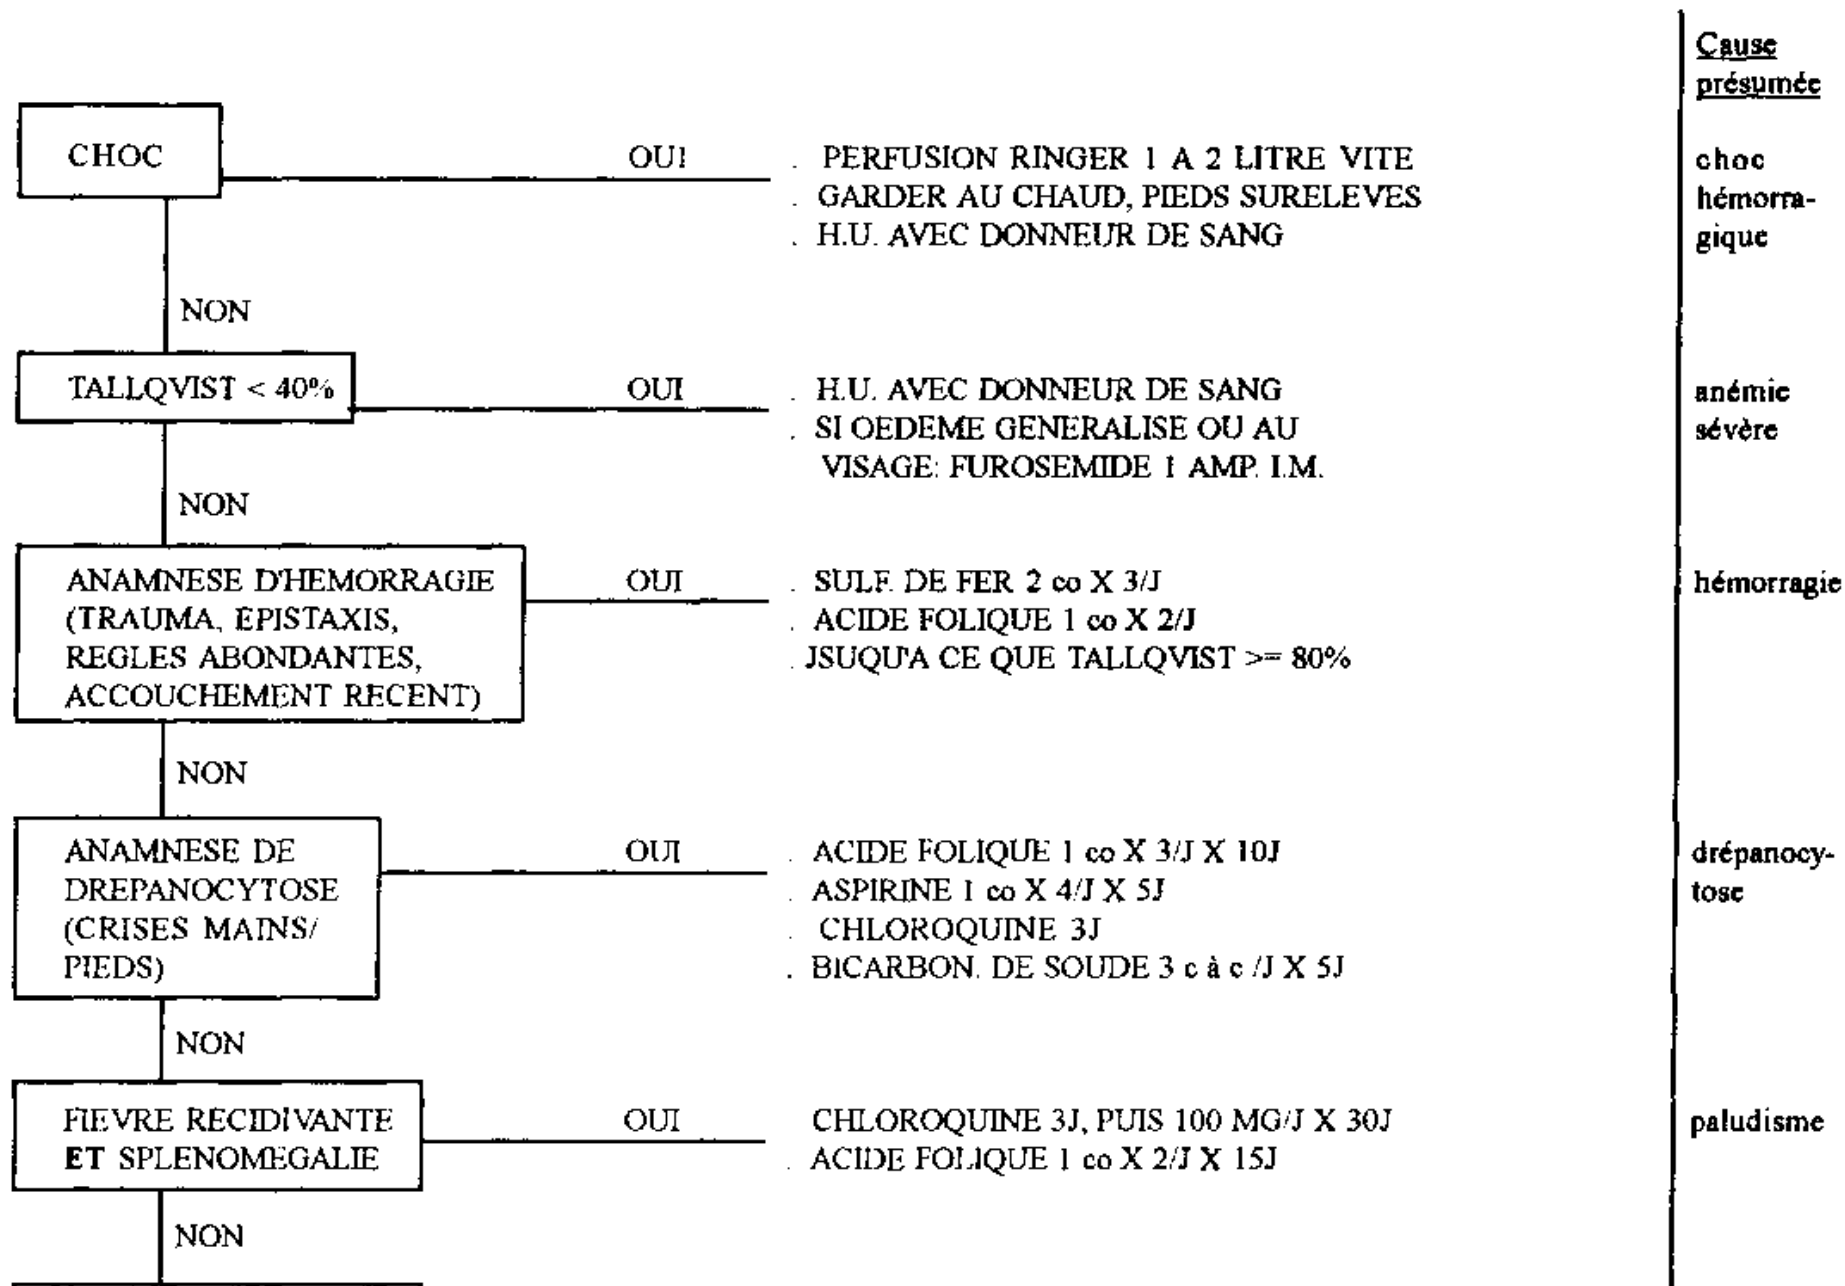 Cause
présumée
CHOC
OUI
. PERFUSION RINGER 1 A 2 LITRE VITE
. GARDER AU CHAUD, PIEDS SURELEVES
. H.U. AVEC DONNEUR DE SANG
choc
hémorra-
gique
NON
TALLQVIST < 40%
OUI
. H.U. AVEC DONNEUR DE SANG
. SI OEDEME GENERALISE OU AU
VISAGE: FUROSEMIDE 1 AMP. I.M.
anémie
sévère
NON
ANAMNESE D'HEMORRAGIE
(TRAUMA, EPISTAXIS,
REGLES ABONDANTES,
ACCOUCHEMENT RECENT)
OUI
. SULF. DE FER 2 co X 3/J
. ACIDE FOLIQUE 1 co X 2/J
. JSUQU'A CE QUE TALLQVIST >= 80%
hémorragie
NON
ANAMNESE DE
DREPANOCYTOSE
(CRISES MAINS/
PIEDS)
OUI
. ACIDE FOLIQUE 1 co X 3/J X 10J
. ASPIRINE 1 co X 4/J X 5J
. CHLOROQUINE 3J
. BICARBON. DE SOUDE 3 c à c /J X 5J
drépanocy-
tose
NON
FIEVRE RECIDIVANTE
ET SPLENOMEGALIE
OUI
CHLOROQUINE 3J, PUIS 100 MG/J X 30J
. ACIDE FOLIQUE 1 co X 2/J X 15J
paludisme
NON